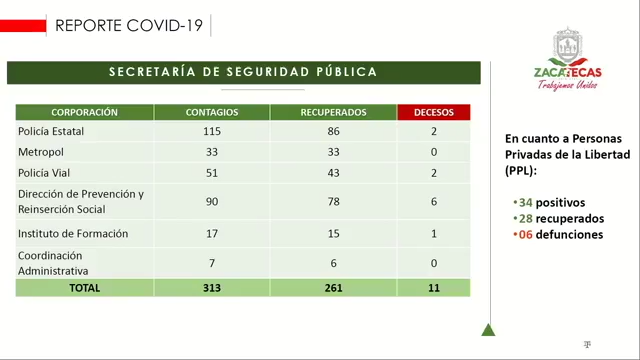 REPORTE COVID-19
SECRETARÍA DE SEGURIDAD PÚBLICA
ZACATECAS
Trabajemos Unidos
CORPORACIÓN CONTAGIOS RECUPERADOS DECESOS
Policía Estatal 115 86 2
Metropol 33 33 0
Policía Vial 51 43 2
Dirección de Prevención y
Reinserción Social 90 78 6
Instituto de Formación 17 15 1
Coordinación
Administrativa 7 6 0
TOTAL 313 261 11
En cuanto a Personas
Privadas de la Libertad
(PPL):
•34 positivos
•28 recuperados
•06 defunciones